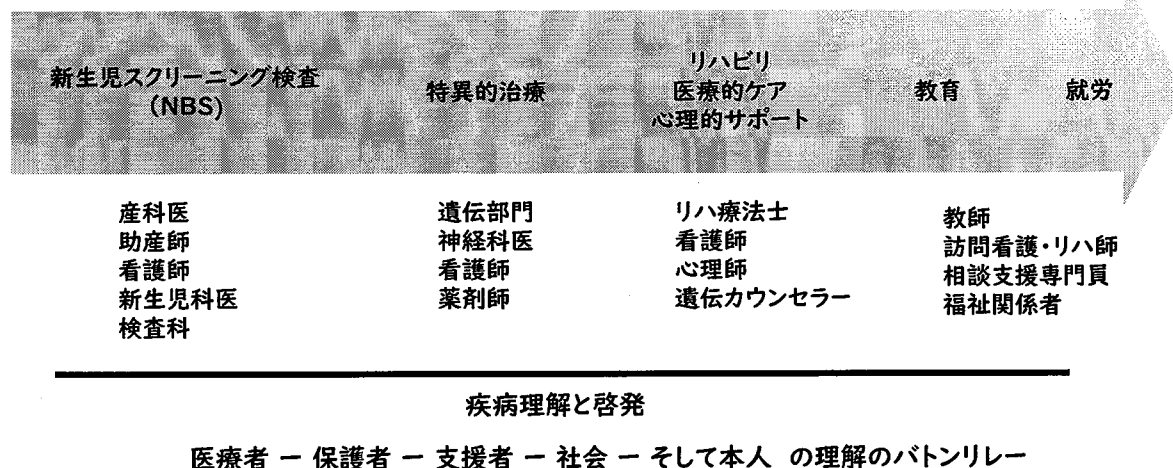 新生児スクリーニング検査
(NBS)
特異的治療
リハビリ
医療的ケア
心理的サポート
教育
就労
産科医
助産師
看護師
新生児科医
検査科
遺伝部門
神経科医
看護師
薬剤師
リハ療法士
看護師
心理師
遺伝カウンセラー
教師
訪問看護・リハ師
相談支援専門員
福祉関係者
疾病理解と啓発
医療者 ー 保護者 ー 支援者 ー 社会 ー そして本人 の理解のバトンリレー